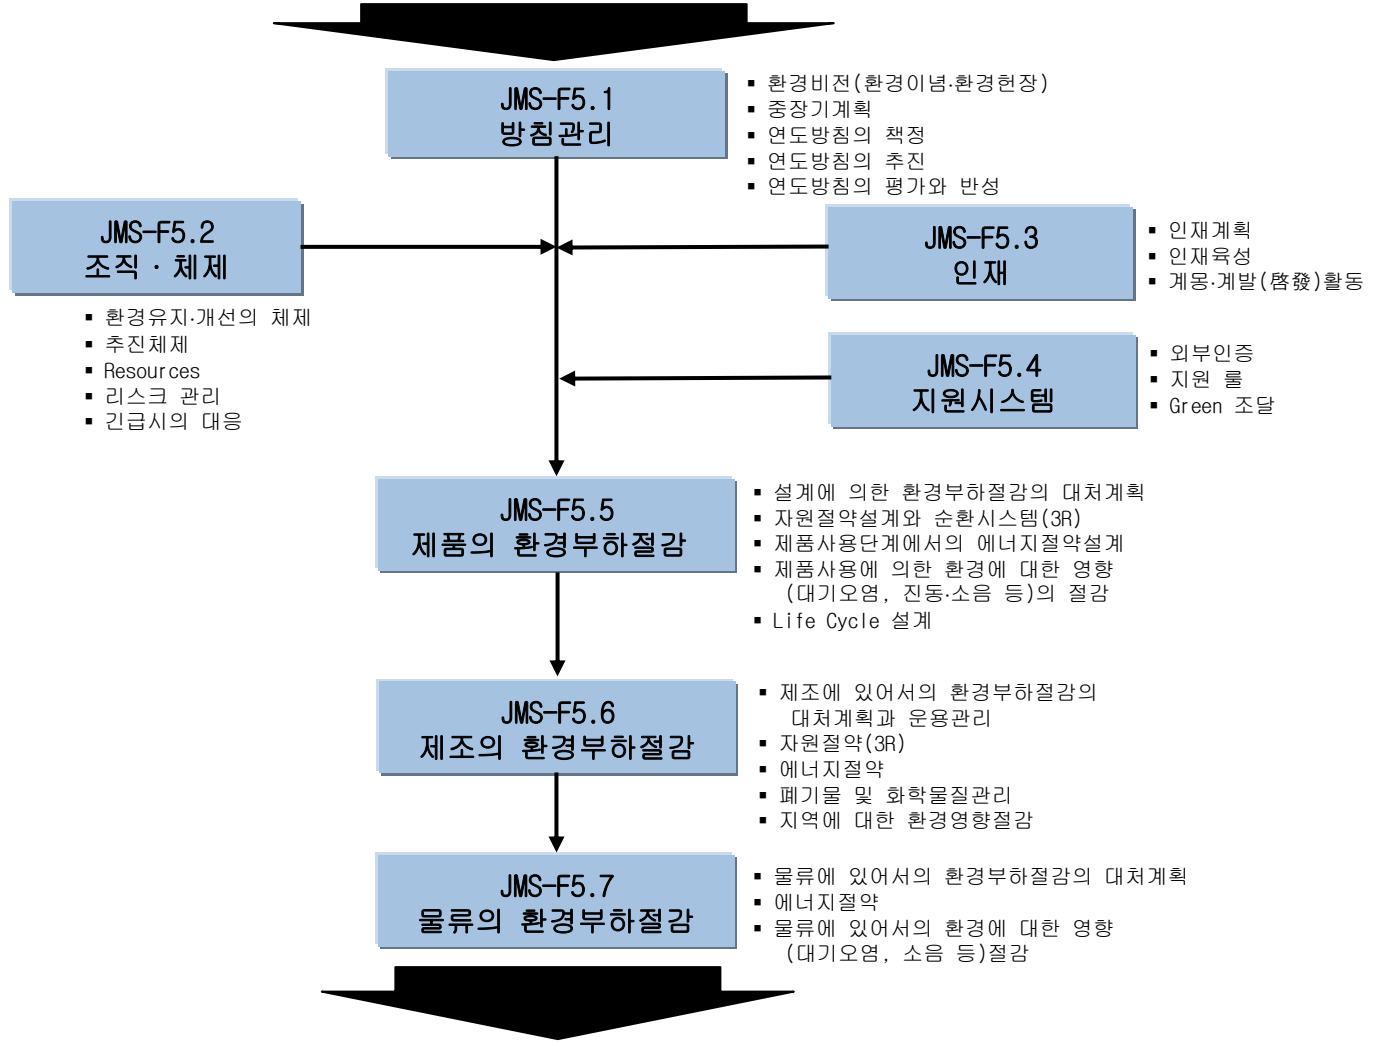 JMS-F5.1
방침관리
▪ 환경비전(환경이념·환경헌장)
▪ 중장기계획
▪ 연도방침의 책정
▪ 연도방침의 추진
▪ 연도방침의 평가와 반성
JMS-F5.2
조직 · 체제
▪ 환경유지·개선의 체제
▪ 추진체제
▪ Resources
▪ 리스크 관리
▪ 긴급시의 대응
JMS-F5.3
인재
▪ 인재계획
▪ 인재육성
▪ 계몽·계발(啓發)활동
JMS-F5.4
지원시스템
▪ 외부인증
▪ 지원 룰
▪ Green 조달
JMS-F5.5
제품의 환경부하절감
▪ 설계에 의한 환경부하절감의 대처계획
▪ 자원절약설계와 순환시스템(3R)
▪ 제품사용단계에서의 에너지절약설계
▪ 제품사용에 의한 환경에 대한 영향
(대기오염, 진동·소음 등)의 절감
▪ Life Cycle 설계
JMS-F5.6
제조의 환경부하절감
▪ 제조에 있어서의 환경부하절감의
대처계획과 운용관리
▪ 자원절약(3R)
▪ 에너지절약
▪ 폐기물 및 화학물질관리
▪ 지역에 대한 환경영향절감
JMS-F5.7
물류의 환경부하절감
▪ 물류에 있어서의 환경부하절감의 대처계획
▪ 에너지절약
▪ 물류에 있어서의 환경에 대한 영향
(대기오염, 소음 등)절감